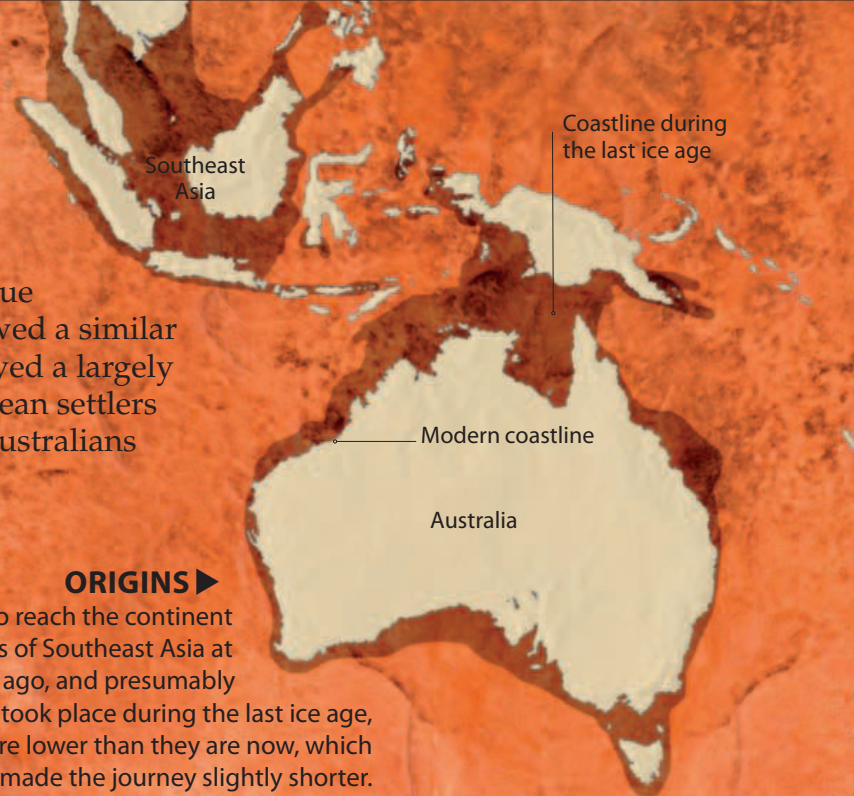 Coastline during
the last ice age
Southeast
Asia
ue
wed a similar
yed a largely
ean settlers
ustralians
Modern coastline
Australia
ORIGINS ▶
o reach the continent
s of Southeast Asia at
ago, and presumably
took place during the last ice age,
re lower than they are now, which
made the journey slightly shorter.